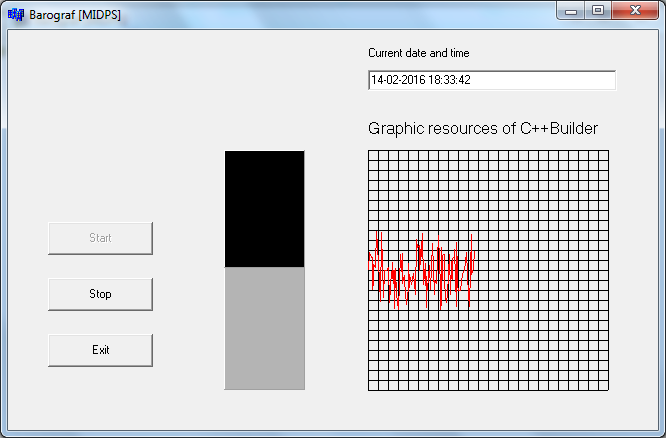 Barograf [MIDPS]
Current date and time
14-02-2016 18:33:42
Graphic resources of C++Builder
Start
Stop
Exit